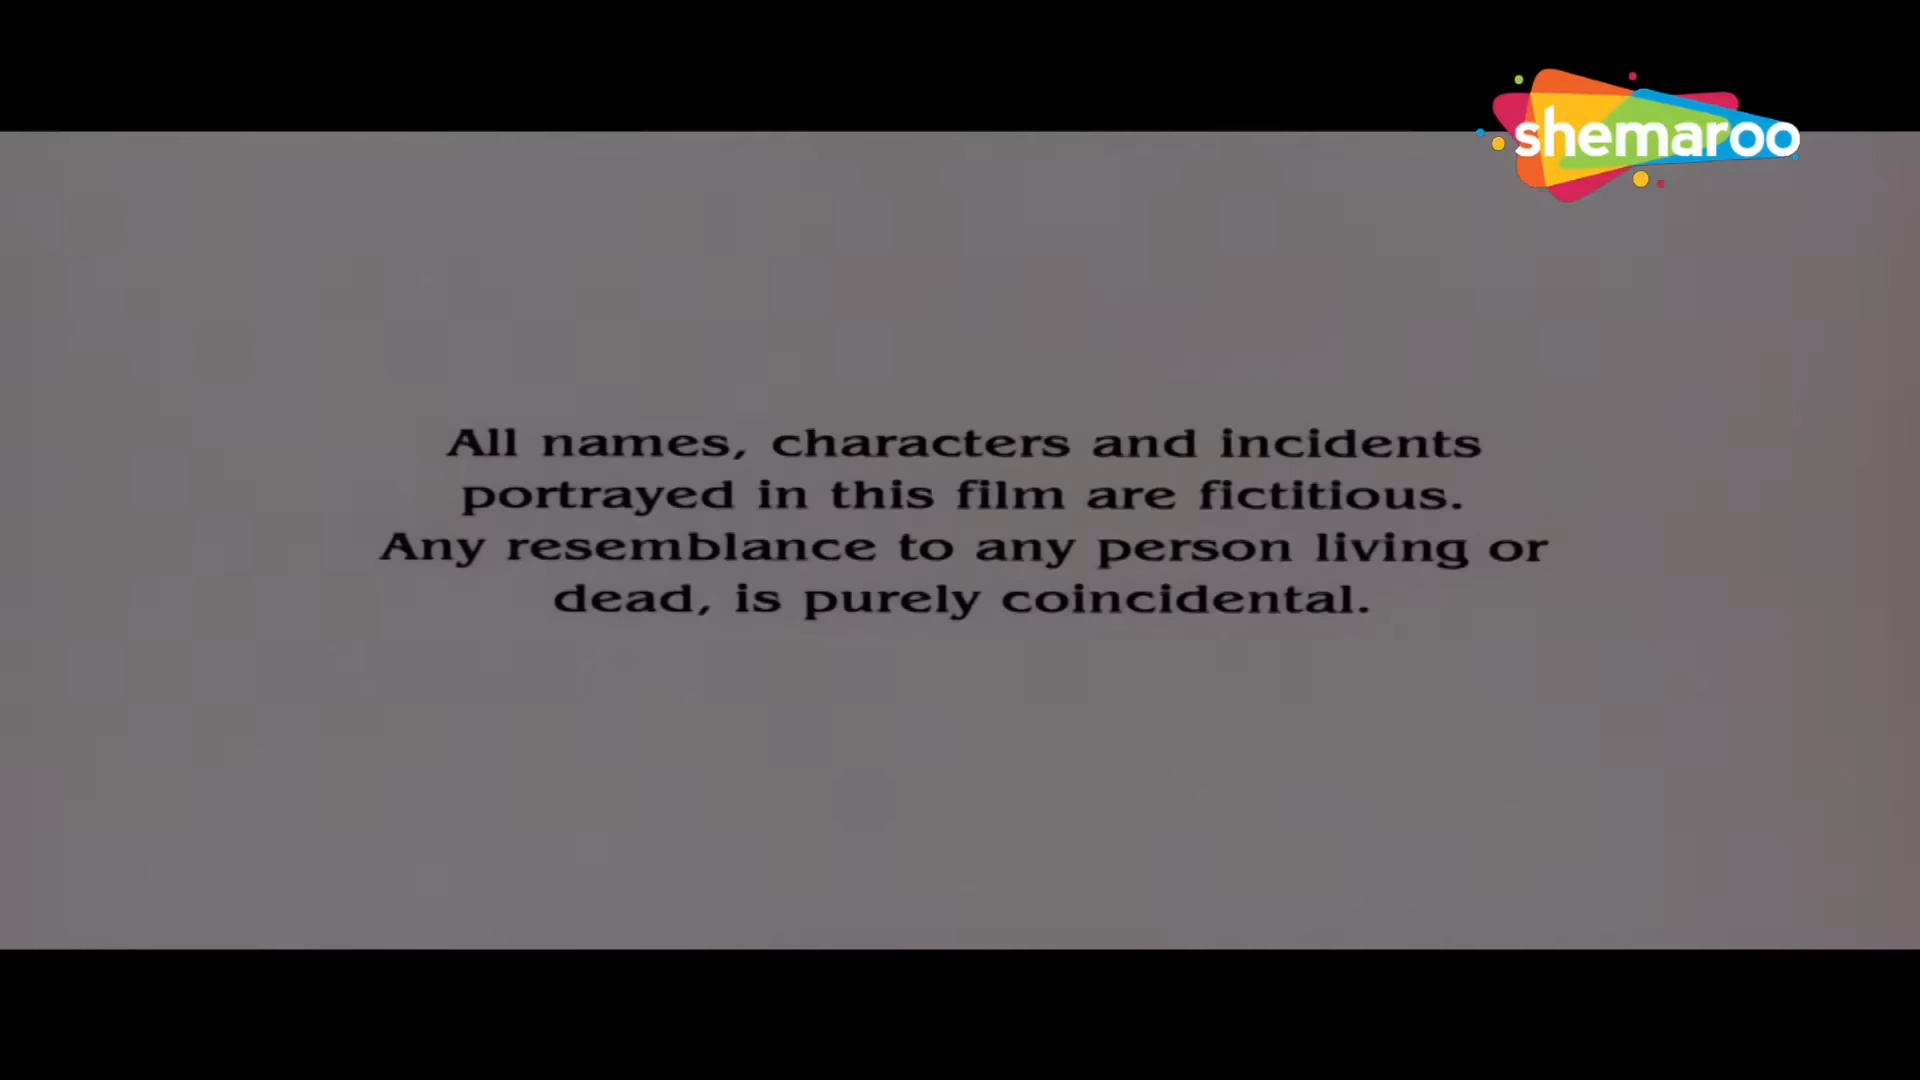 shemaroo
All names, characters and incidents
portrayed in this film are fictitious.
Any resemblance to any person living or
dead, is purely coincidental.